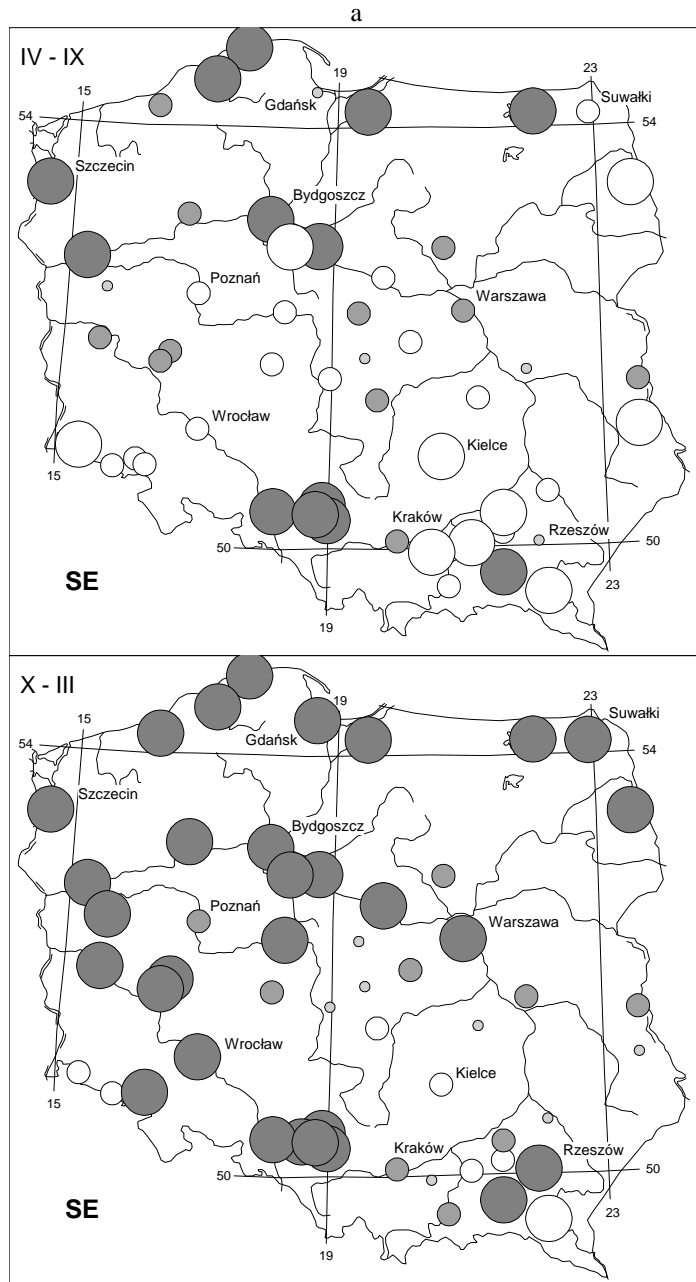 a
IV - IX
15
19
23
Suwałki
Gdańsk
54
54
Szczecin
Bydgoszcz
Poznań
Warszawa
Wrocław
Kielce
15
Kraków
Rzeszów
50
50
SE
23
19
X - III
15
19
23
Suwałki
Gdańsk
54
54
Szczecin
Bydgoszcz
Poznań
Warszawa
Wrocław
Kielce
15
Kraków
Rzeszów
50
50
SE
23
19